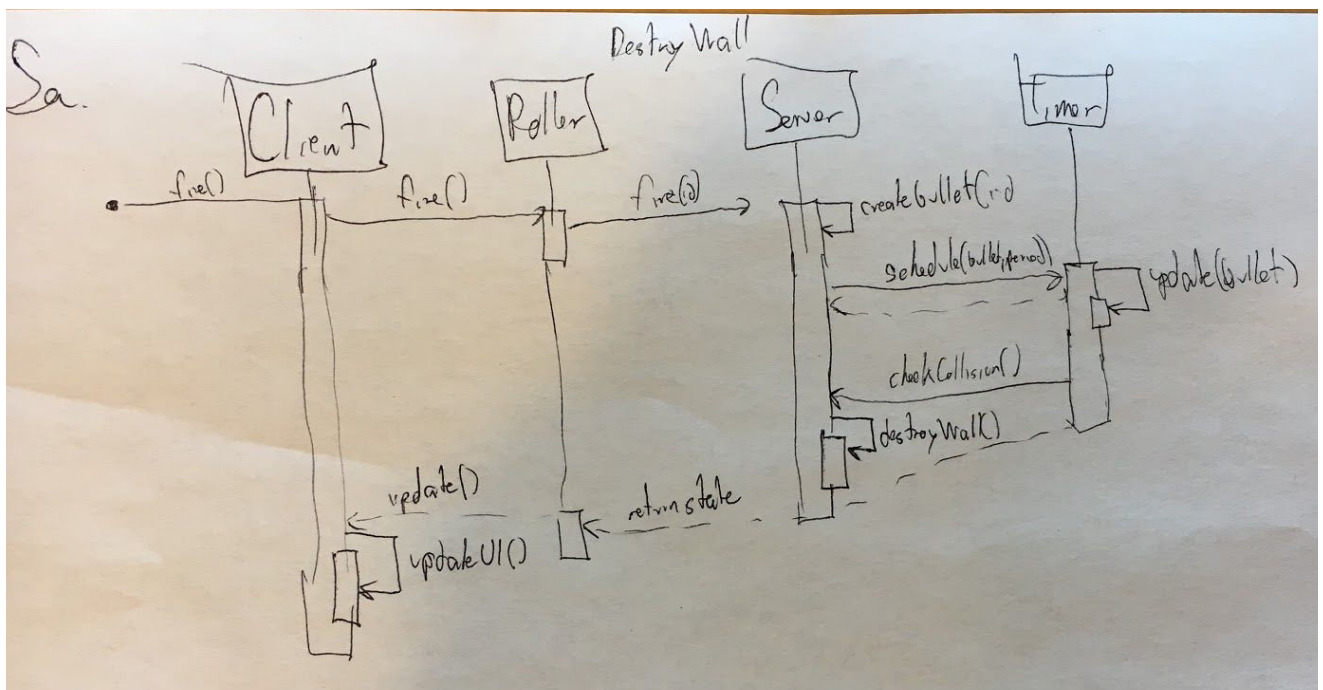 Destroy Wall
5a.
Client
Poller
Server
Timer
fire()
fire()
fire(id)
createbullet(id)
schedule(bullet,period)
update(bullet)
checkCollision()
destroyWall()
update()
return state
updateUI()